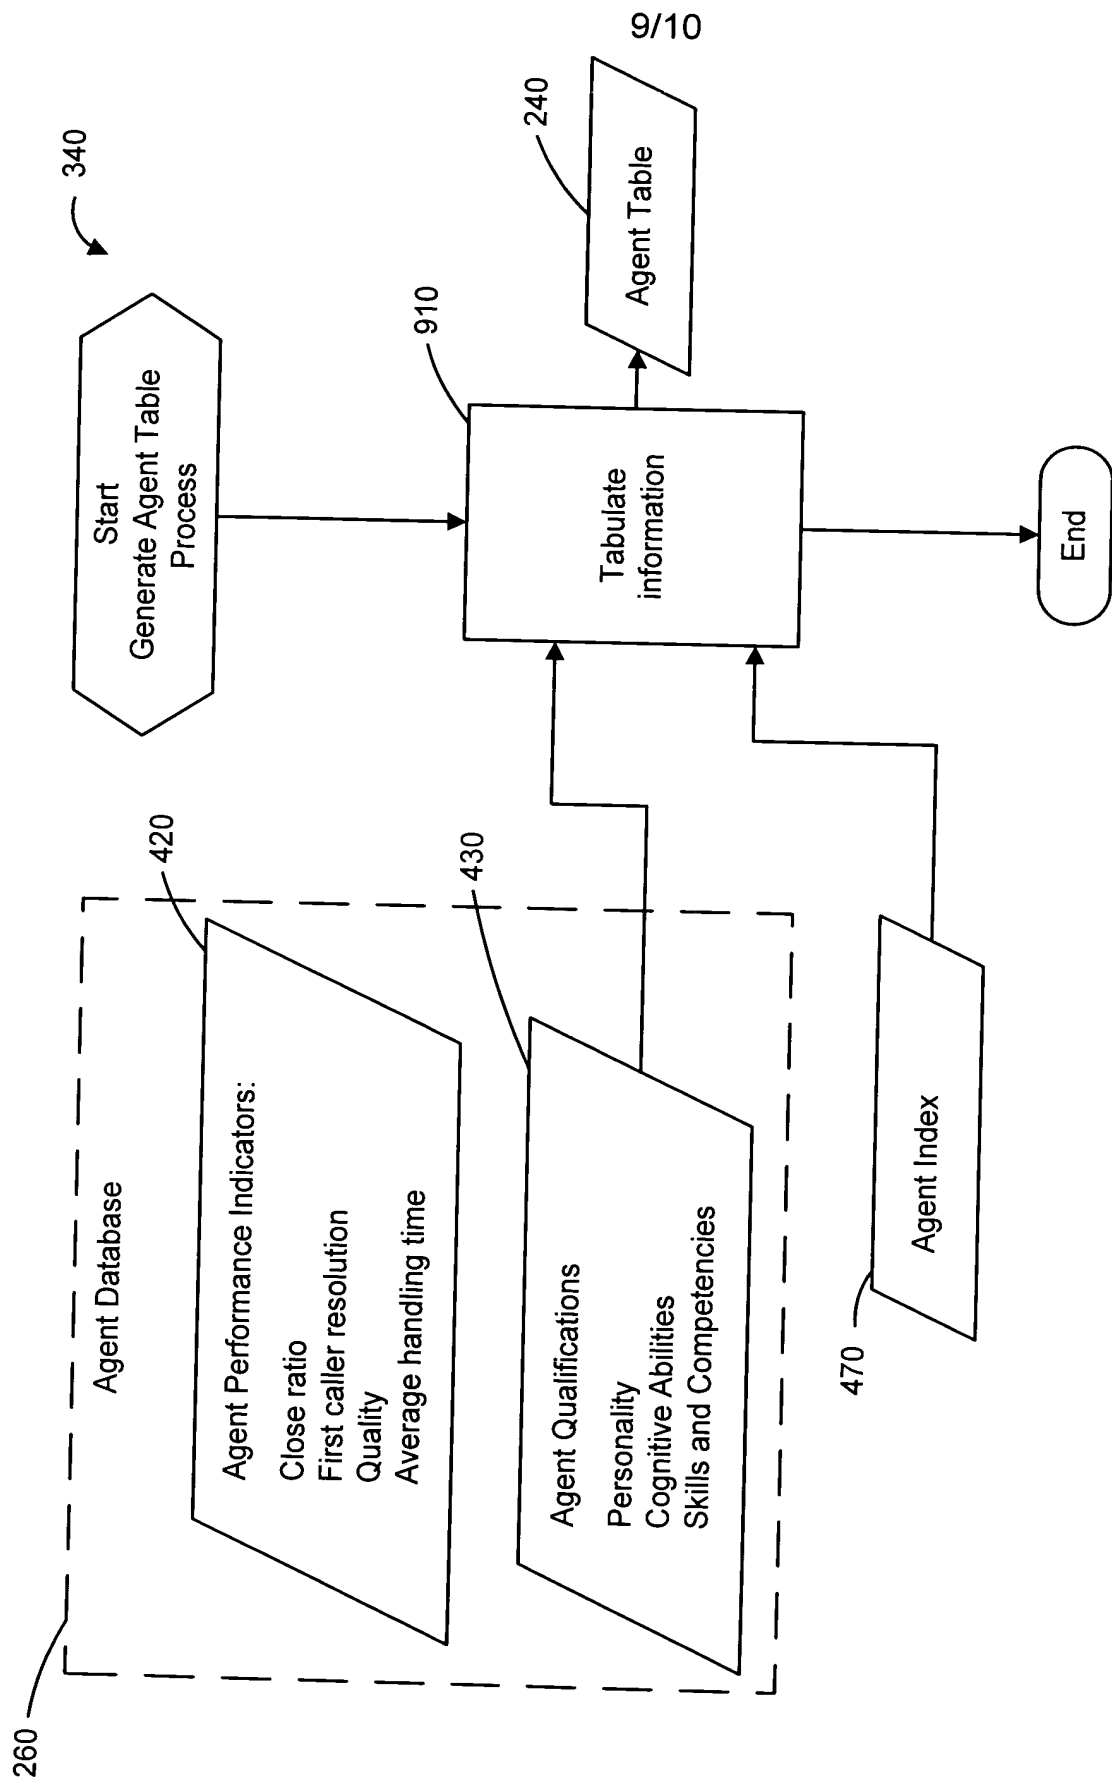 9/10
340
Start
Generate Agent Table
Process
260
Agent Database
420
Agent Performance Indicators:
Close ratio
First caller resolution
Quality
Average handling time
430
Agent Qualifications
Personality
Cognitive Abilities
Skills and Competencies
910
Tabulate
information
240
Agent Table
470
Agent Index
End